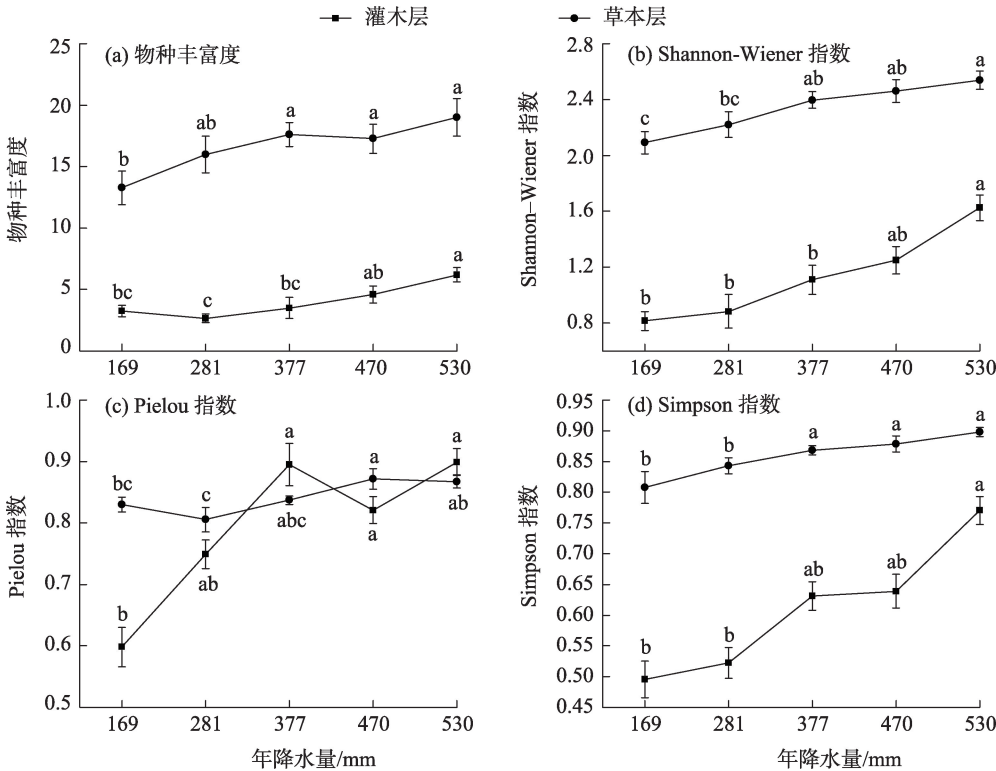 灌木层 草本层
(a) 物种丰富度
物种丰富度
25
20
15
10
5
0
b ab a a a
bc c bc ab a
169 281 377 470 530
(b) Shannon-Wiener 指数
Shannon–Wiener 指数
2.8
2.4
2.0
1.6
1.2
0.8
c bc ab ab a
b b b ab a
169 281 377 470 530
(c) Pielou 指数
Pielou 指数
1.0
0.9
0.8
0.7
0.6
0.5
bc c a a a
b ab abc a ab
169 281 377 470 530
年降水量/mm
(d) Simpson 指数
Simpson 指数
0.95
0.90
0.85
0.80
0.75
0.70
0.65
0.60
0.55
0.50
0.45
b b a a a
b b ab ab a
169 281 377 470 530
年降水量/mm